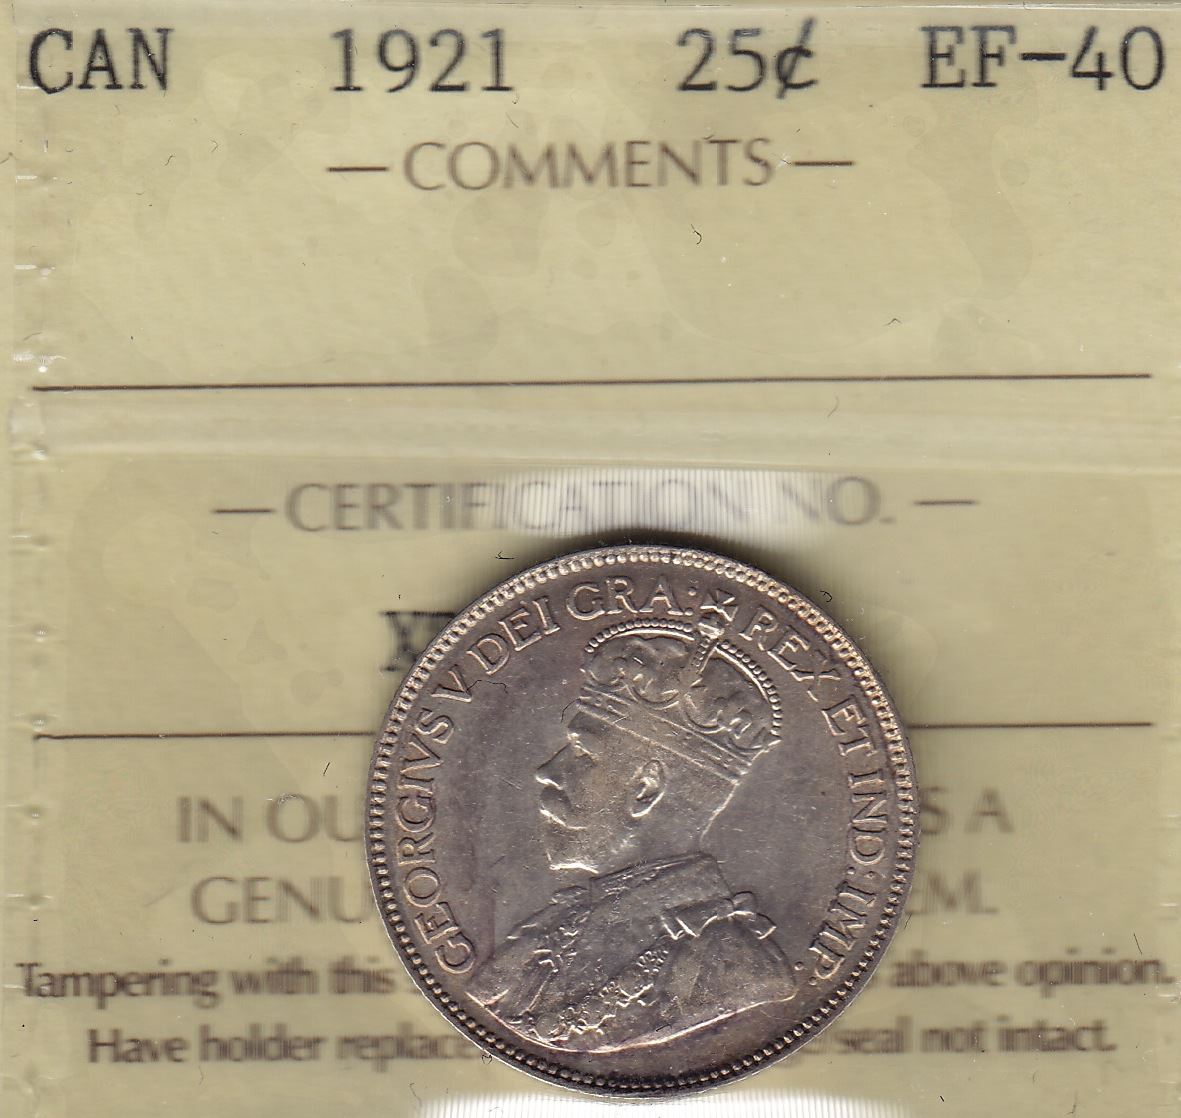 CAN 1921 25¢ EF-40
— COMMENTS —
— CERTIFICATION NO. —
GEORGIVS V DEI GRA: REX ET IND: IMP.
IN OU S A
GENU EM.
Tampering with this above opinion.
Have holder replace seal not intact.